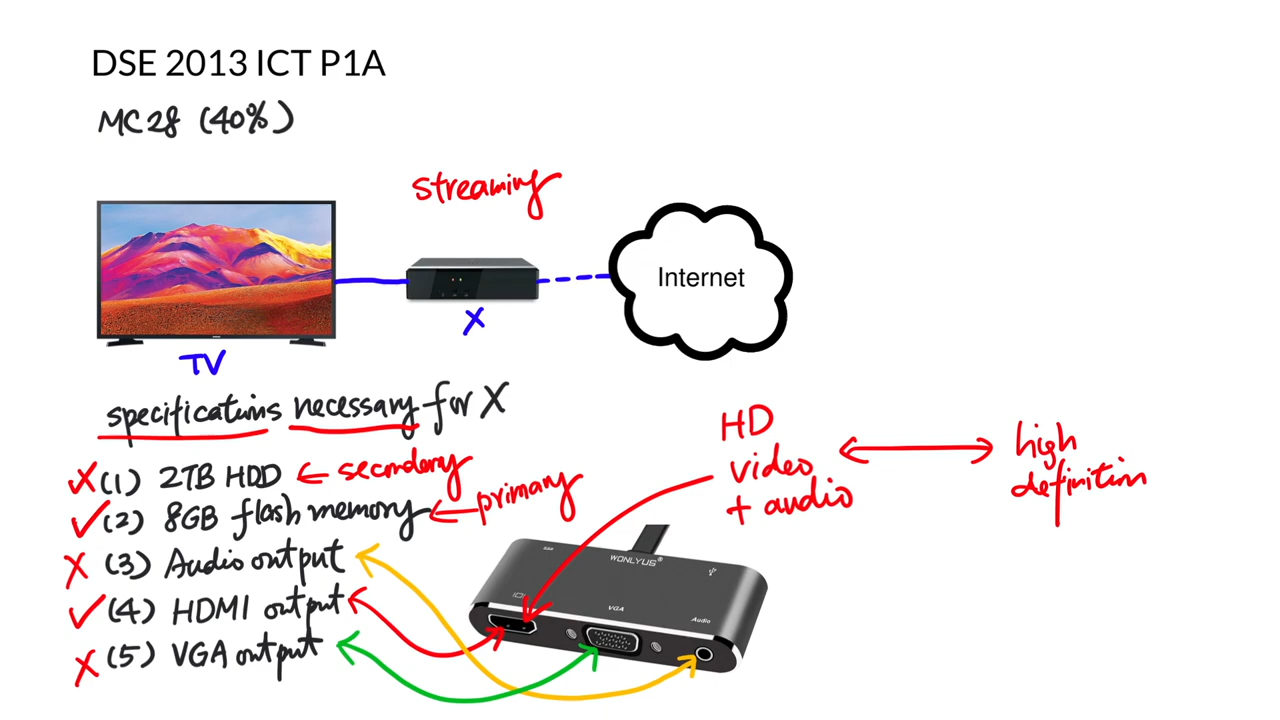 DSE 2013 ICT P1A
MC28 (40%)
streaming
Internet
X
TV
specifications necessary for X
HD
video
+ audio
high
definition
(1) 2TB HDD ← secondary
(2) 8GB flash memory ← primary
(3) Audio output
(4) HDMI output
(5) VGA output
WONLYUS®
VGA
Audio